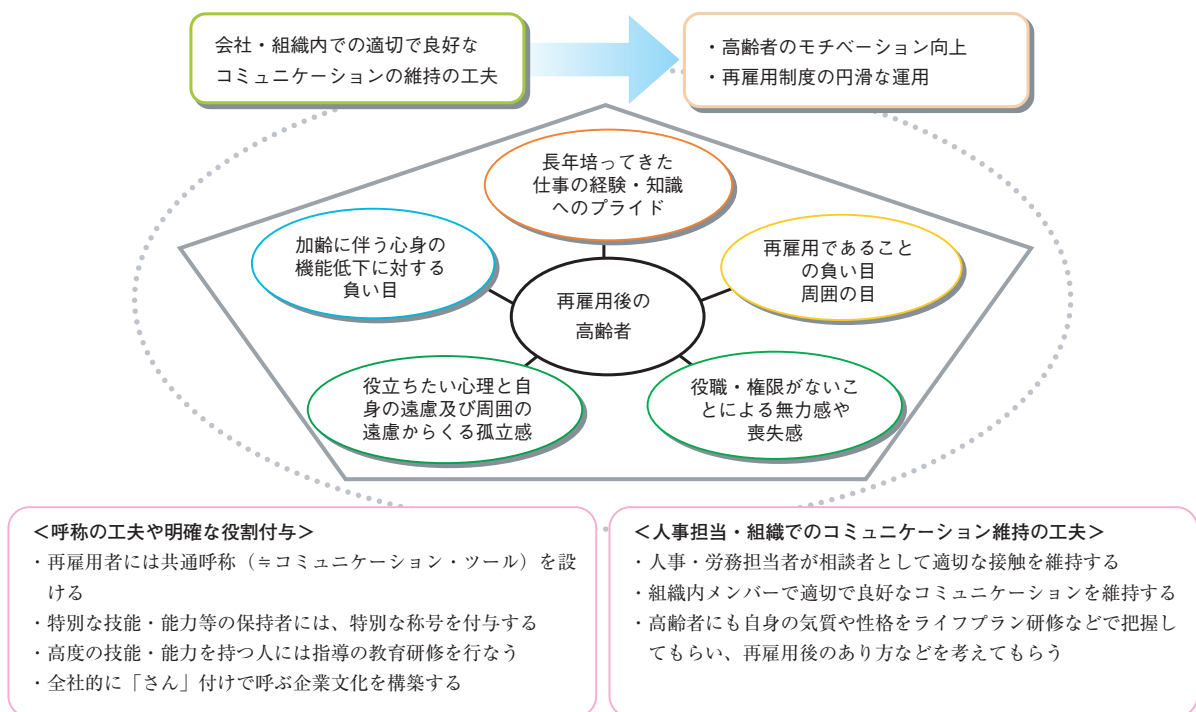 会社・組織内での適切で良好な
コミュニケーションの維持の工夫
・高齢者のモチベーション向上
・再雇用制度の円滑な運用
長年培ってきた
仕事の経験・知識
へのプライド
加齢に伴う心身の
機能低下に対する
負い目
再雇用であること
の負い目
周囲の目
再雇用後の
高齢者
役立ちたい心理と自
身の遠慮及び周囲の
遠慮からくる孤立感
役職・権限がないこ
とによる無力感や
喪失感
＜呼称の工夫や明確な役割付与＞
・再雇用者には共通呼称（≒コミュニケーション・ツール）を設
ける
・特別な技能・能力等の保持者には、特別な称号を付与する
・高度の技能・能力を持つ人には指導の教育研修を行なう
・全社的に「さん」付けで呼ぶ企業文化を構築する
＜人事担当・組織でのコミュニケーション維持の工夫＞
・人事・労務担当者が相談者として適切な接触を維持する
・組織内メンバーで適切で良好なコミュニケーションを維持する
・高齢者にも自身の気質や性格をライフプラン研修などで把握し
てもらい、再雇用後のあり方などを考えてもらう